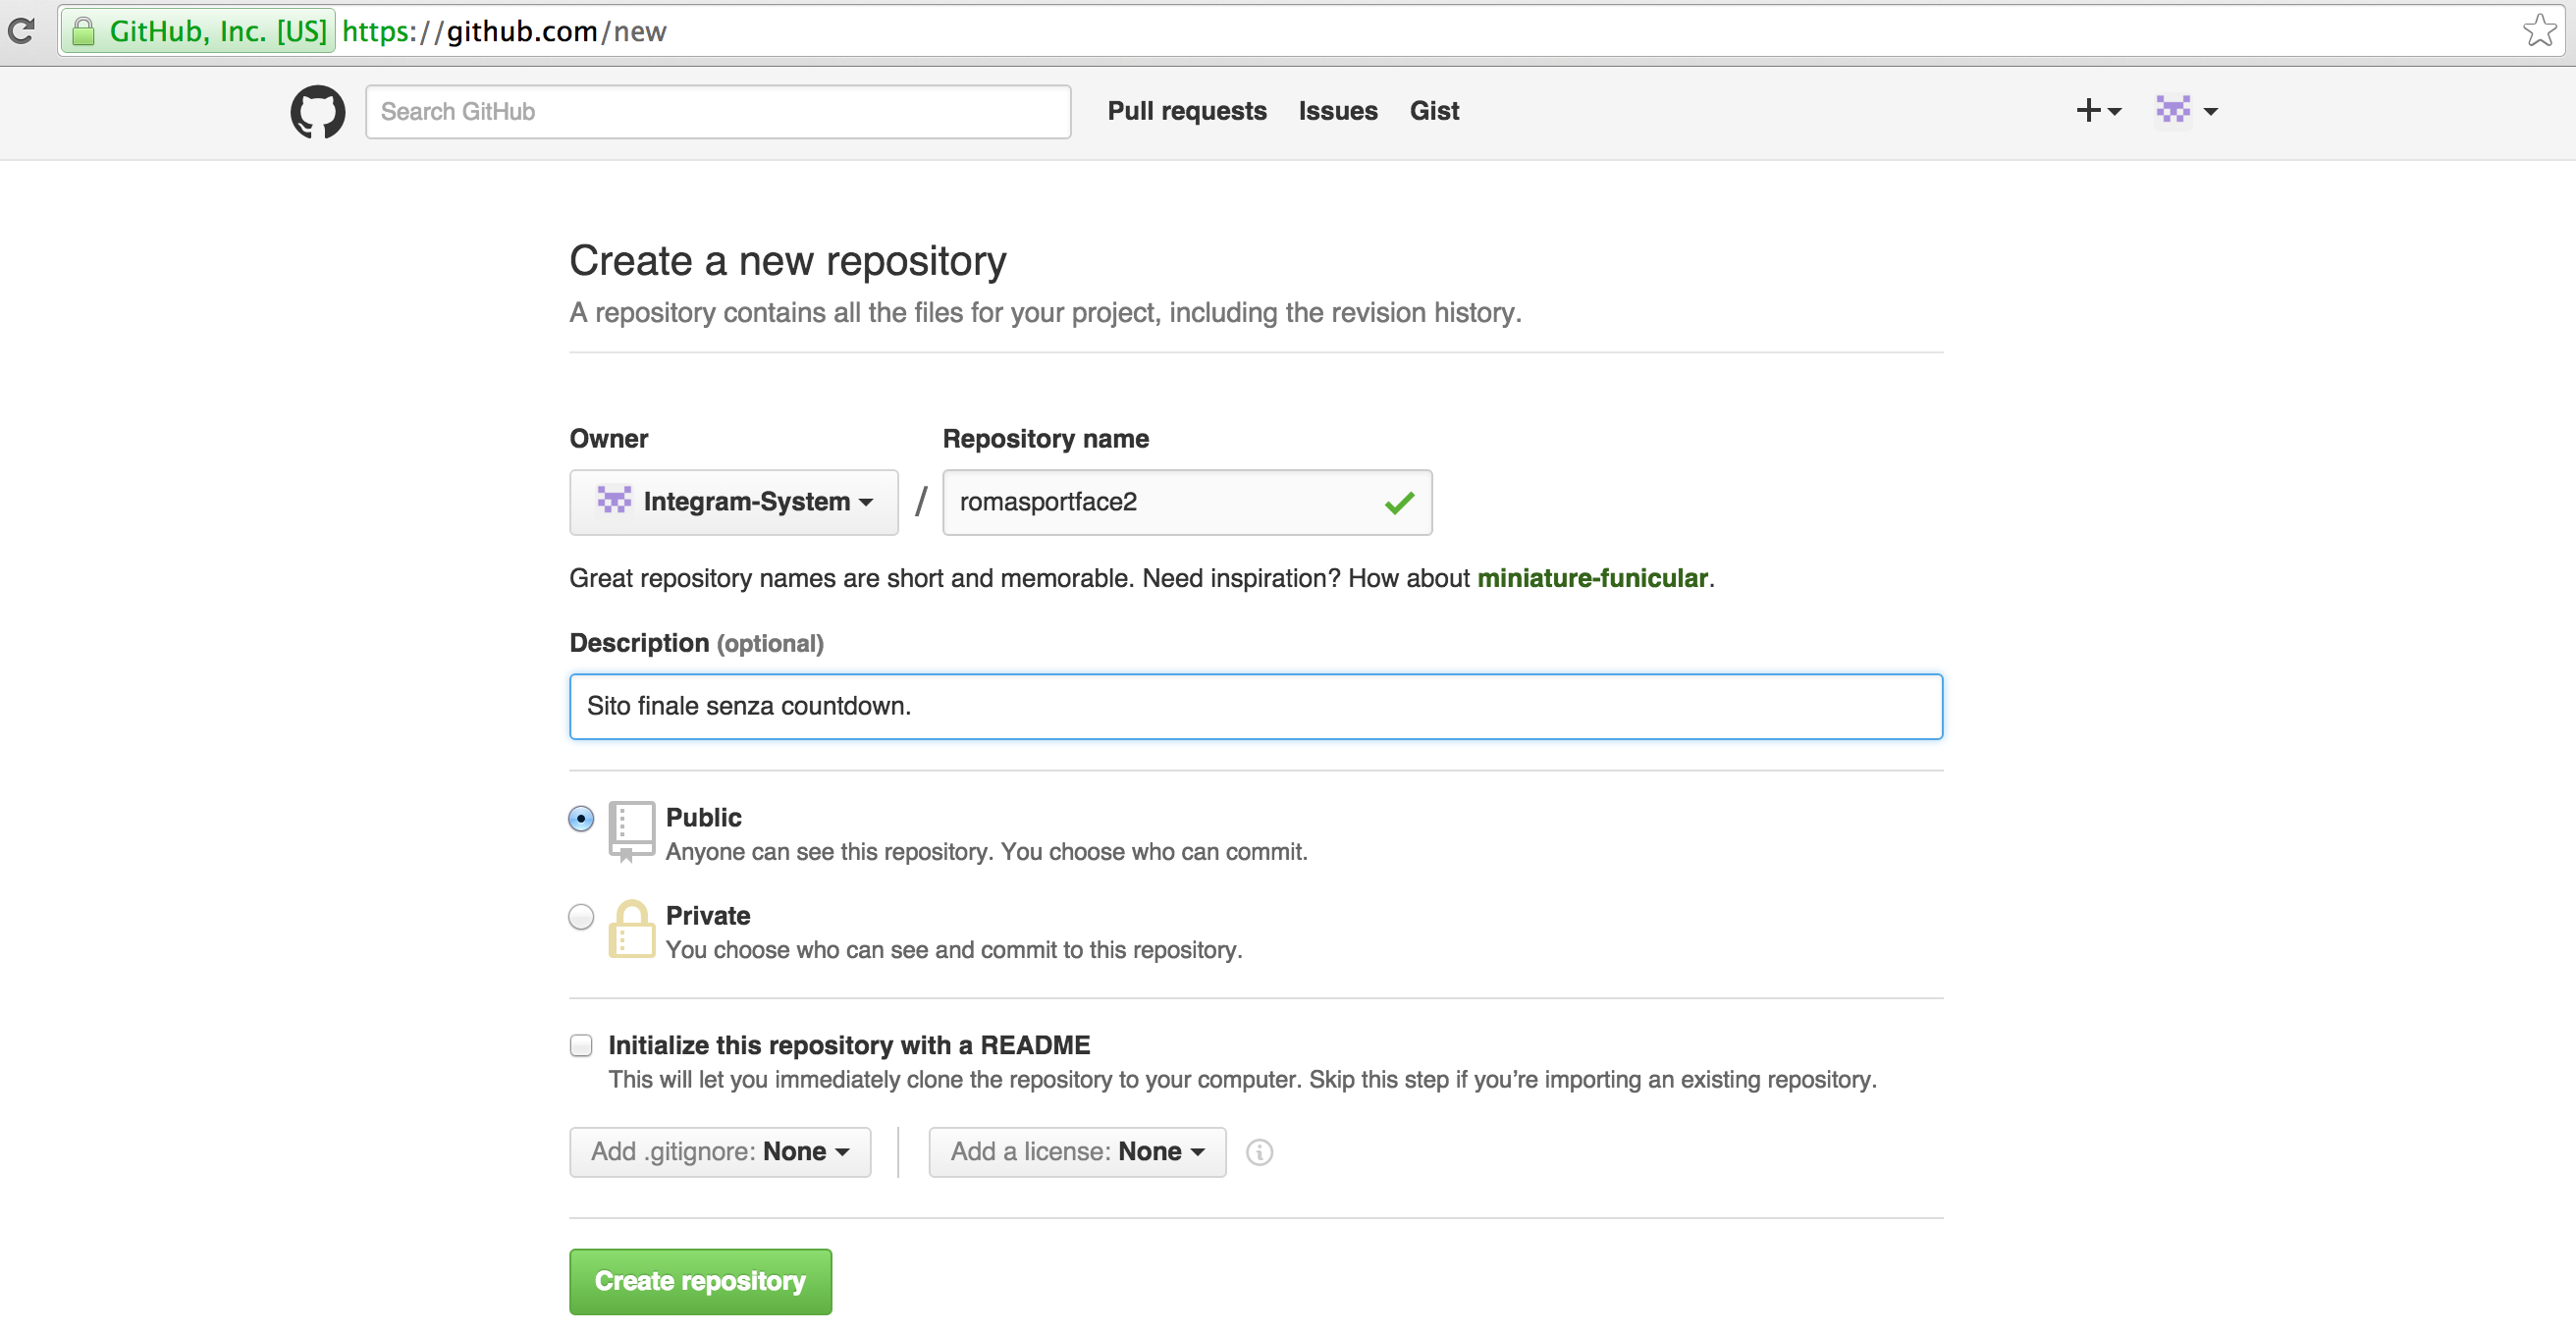 GitHub, Inc. [US] https://github.com/new
Search GitHub Pull requests Issues Gist
Create a new repository
A repository contains all the files for your project, including the revision history.
Owner Repository name
Integram-System / romasportface2
Great repository names are short and memorable. Need inspiration? How about miniature-funicular.
Description (optional)
Sito finale senza countdown.
Public
Anyone can see this repository. You choose who can commit.
Private
You choose who can see and commit to this repository.
Initialize this repository with a README
This will let you immediately clone the repository to your computer. Skip this step if you’re importing an existing repository.
Add .gitignore: None Add a license: None
Create repository